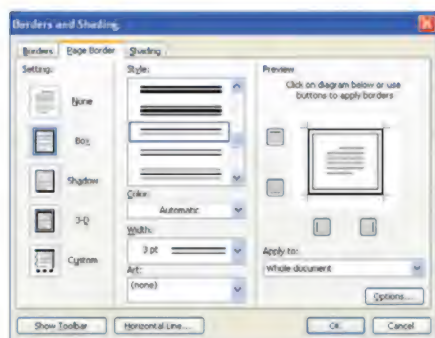 Borders and Shading
Borders Page Border Shading
Setting:
None
Box
Shadow
3-D
Custom
Style:
Color:
Automatic
Width:
3 pt
Art:
(none)
Preview
Click on diagram below or use
buttons to apply borders
Apply to:
Whole document
Options...
Show Toolbar Horizontal Line... OK Cancel